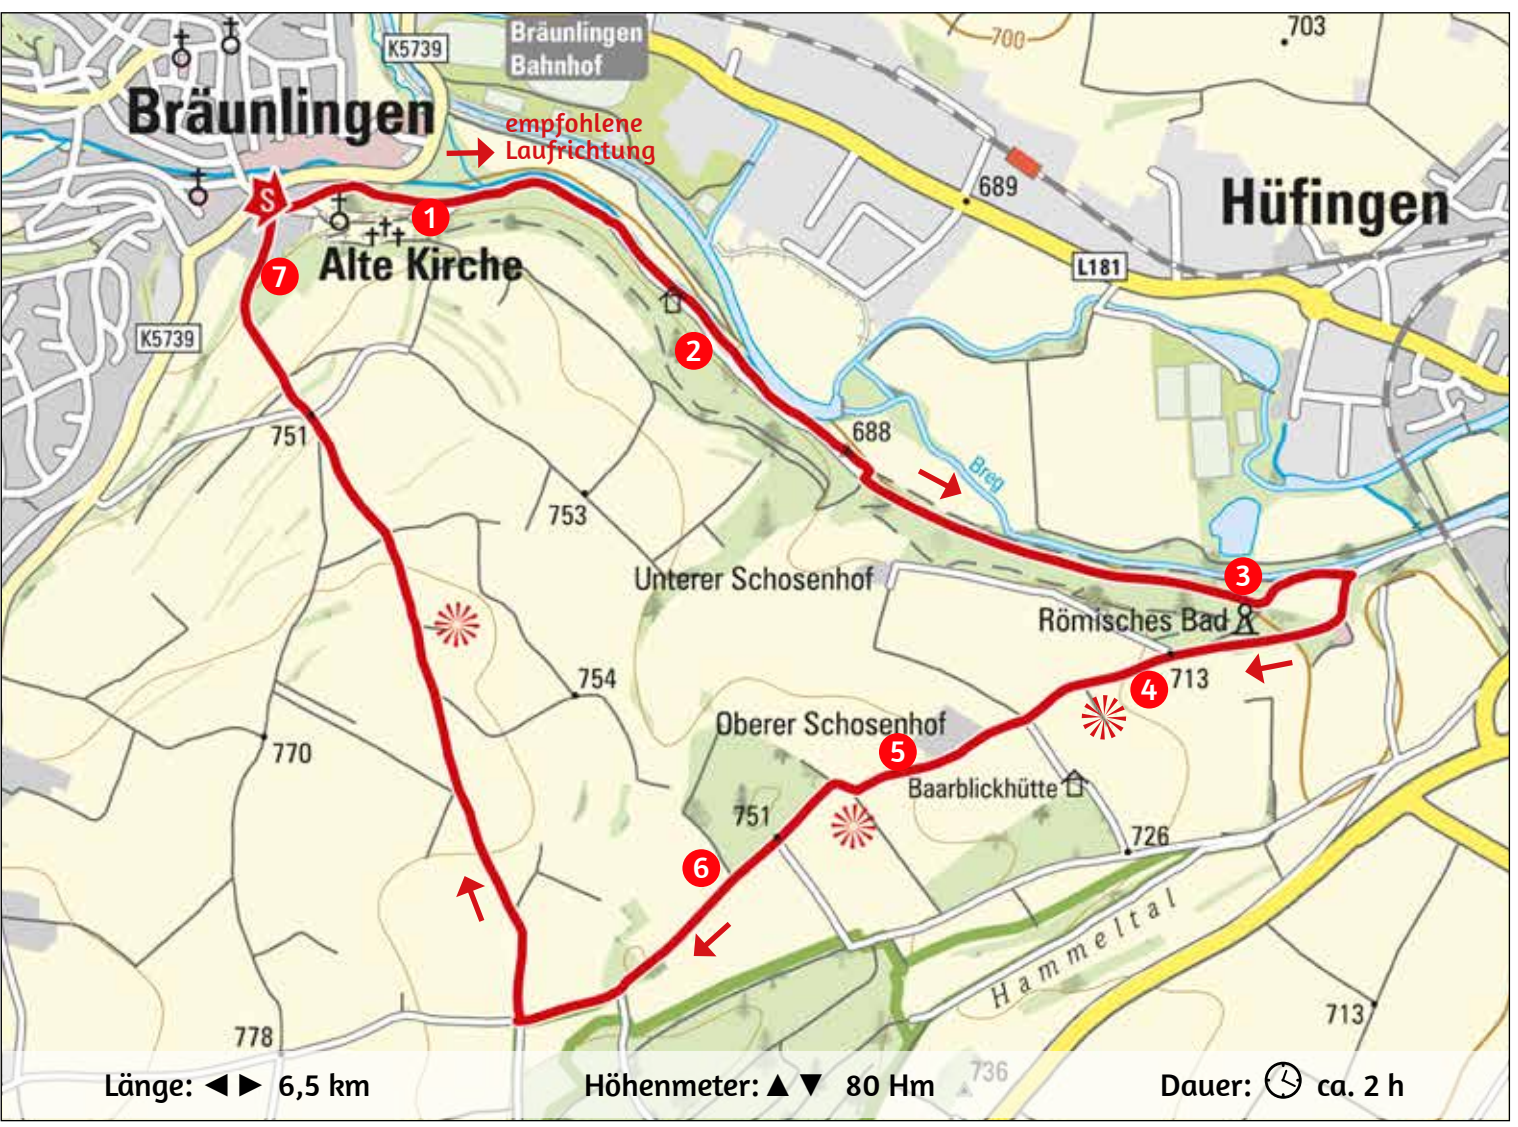 K5739
Bräunlingen
Bahnhof
700
703
Bräunlingen
empfohlene
Laufrichtung
689
Hüfingen
S
1
Alte Kirche
7
L181
K5739
2
751
688
Breg
753
Unterer Schosenhof
3
Römisches Bad
754
4
713
Oberer Schosenhof
5
770
Baarblickhütte
751
726
6
Hammeltal
713
778
736
Länge: ◀ ▶ 6,5 km
Höhenmeter: ▲ ▼ 80 Hm
Dauer: ca. 2 h